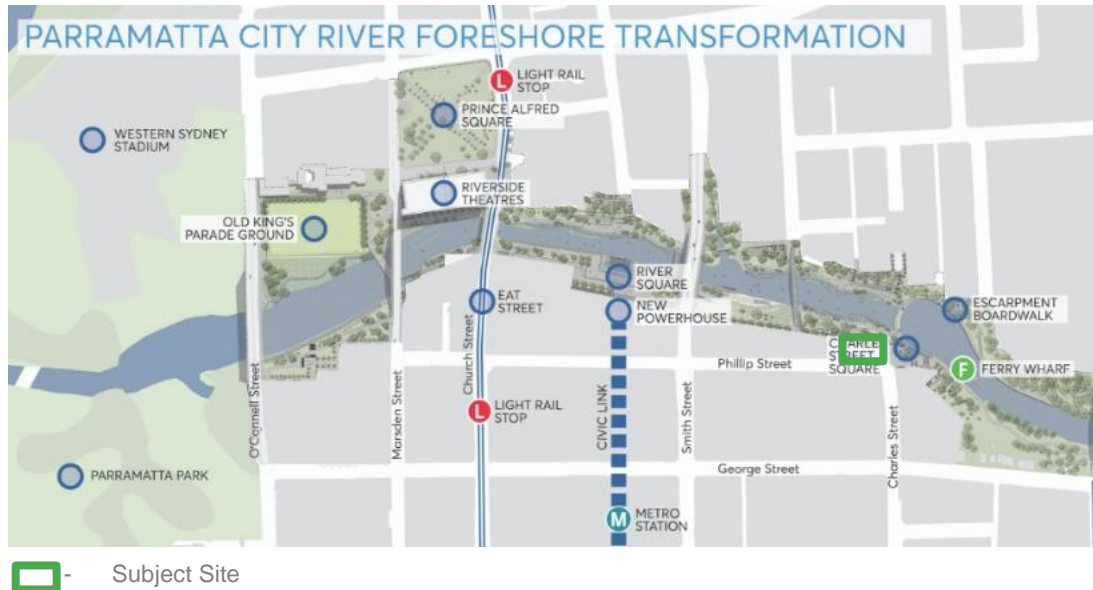 PARRAMATTA CITY RIVER FORESHORE TRANSFORMATION
L
LIGHT RAIL
STOP
PRINCE ALFRED
SQUARE
WESTERN SYDNEY
STADIUM
RIVERSIDE
THEATRES
OLD KING'S
PARADE GROUND
RIVER
SQUARE
EAT
STREET
NEW
POWERHOUSE
ESCARPMENT
BOARDWALK
STREET
SQUARE
Phillip Street
F
FERRY WHARF
O'Connell Street
Marsden Street
Church Street
L
LIGHT RAIL
STOP
CIVIC LINK
Smith Street
Charles Street
George Street
PARRAMATTA PARK
M
METRO
STATION
- Subject Site